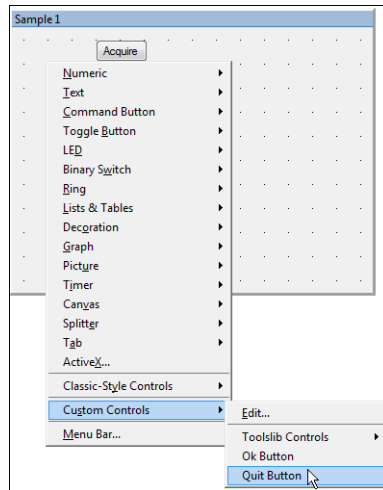 Sample 1
Acquire
Numeric
Text
Command Button
Toggle Button
LED
Binary Switch
Ring
Lists & Tables
Decoration
Graph
Picture
Timer
Canvas
Splitter
Tab
ActiveX...
Classic-Style Controls
Custom Controls
Menu Bar...
Edit...
Toolslib Controls
Ok Button
Quit Button